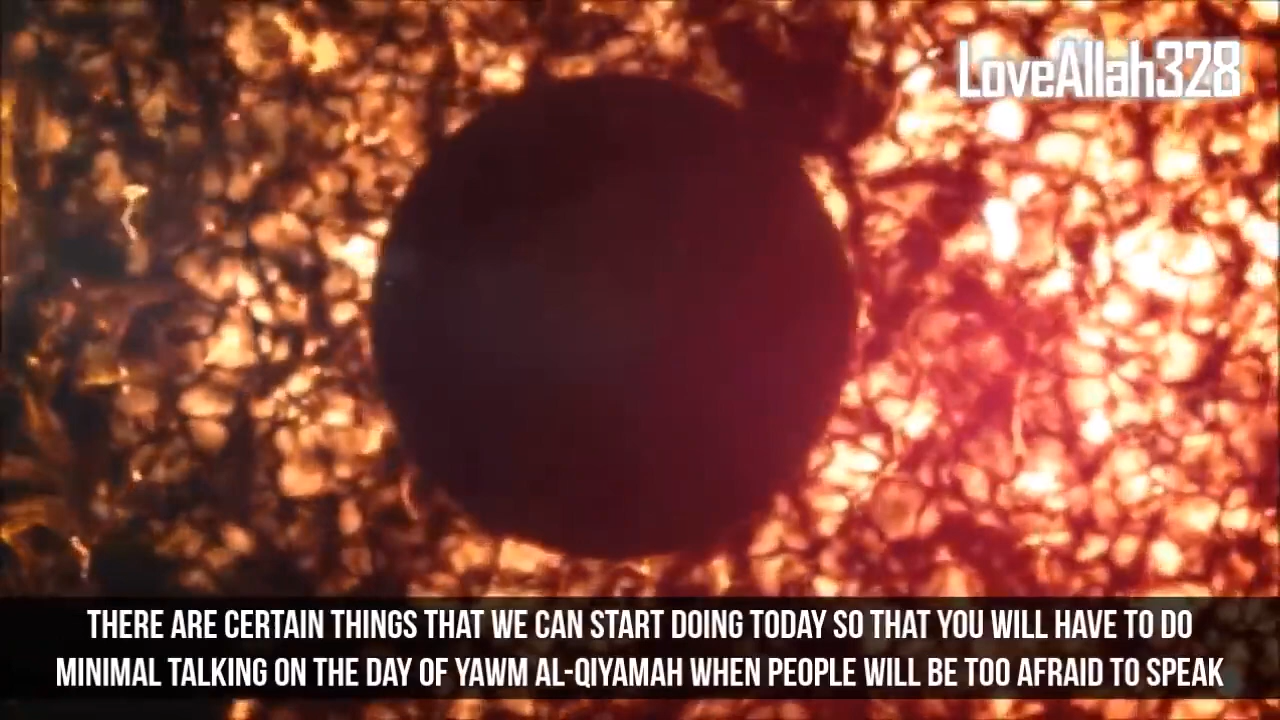 LoveAllah328
THERE ARE CERTAIN THINGS THAT WE CAN START DOING TODAY SO THAT YOU WILL HAVE TO DO
MINIMAL TALKING ON THE DAY OF YAWM AL-QIYAMAH WHEN PEOPLE WILL BE TOO AFRAID TO SPEAK